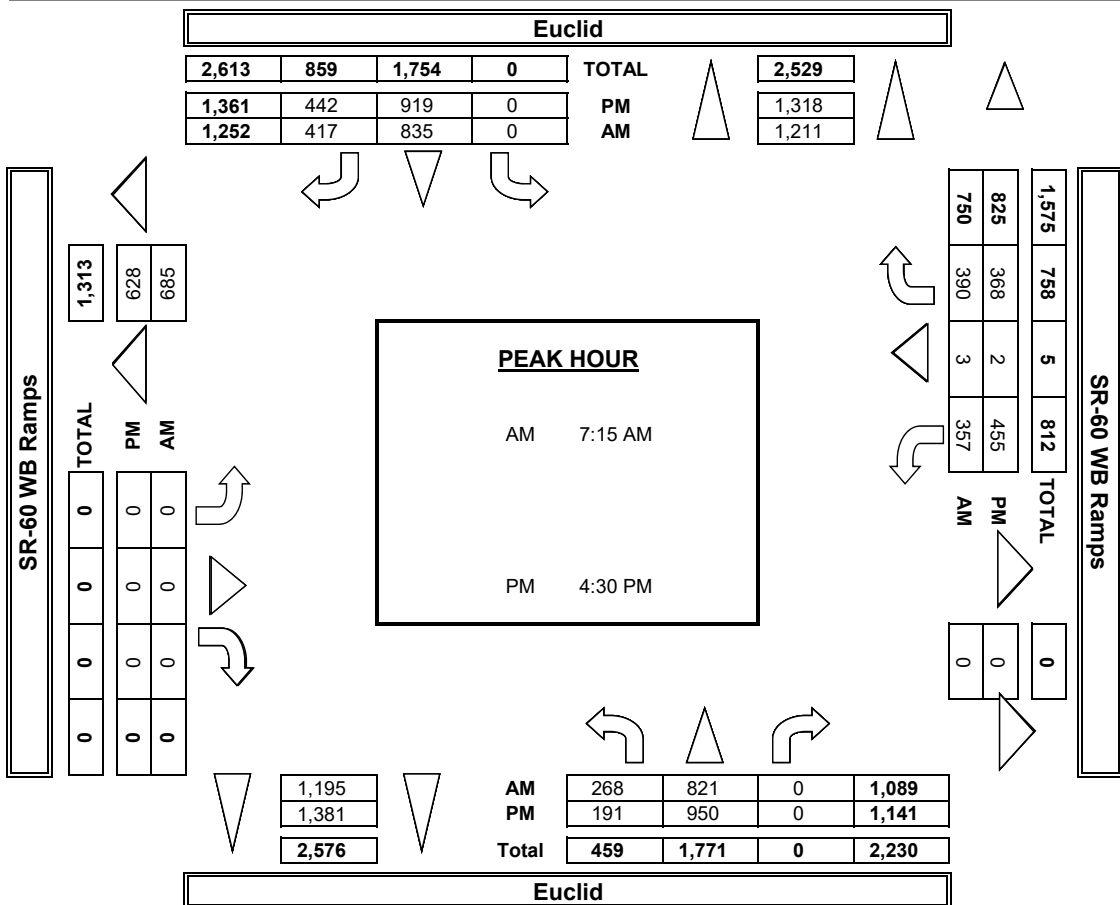 Euclid
2,613 859 1,754 0 TOTAL 2,529
1,361 442 919 0 PM 1,318
1,252 417 835 0 AM 1,211
SR-60 WB Ramps
1,313
628
685
TOTAL 0 0 0 0
PM 0 0 0 0
AM 0 0 0 0
PEAK HOUR
AM 7:15 AM
PM 4:30 PM
1,575 758 5 812 TOTAL 0
825 368 2 455 PM 0
750 390 3 357 AM 0
SR-60 WB Ramps
1,195 AM 268 821 0 1,089
1,381 PM 191 950 0 1,141
2,576 Total 459 1,771 0 2,230
Euclid